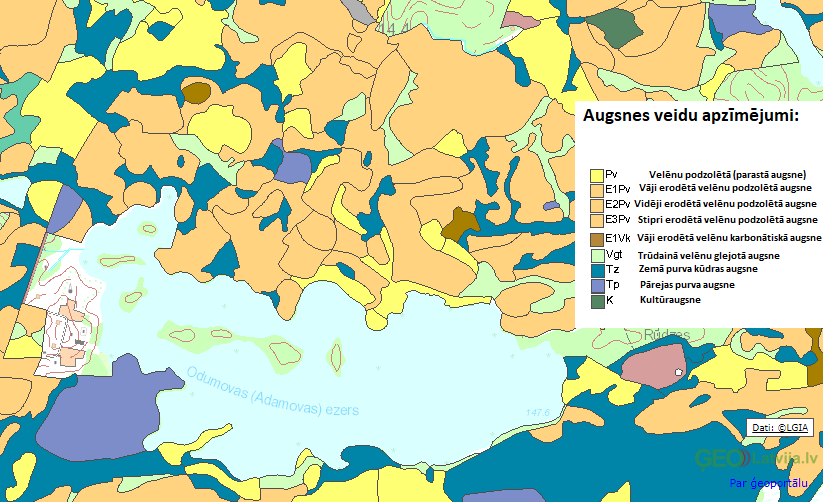 14.4
Augsnes veidu apzīmējumi:
Pv Velēnu podzolētā (parastā augsne)
E1Pv Vāji erodētā velēnu podzolētā augsne
E2Pv Vidēji erodētā velēnu podzolētā augsne
E3Pv Stipri erodētā velēnu podzolētā augsne
E1Vk Vāji erodētā velēnu karbonātiskā augsne
Vgt Trūdainā velēnu glejotā augsne
Tz Zemā purva kūdras augsne
Tp Pārejas purva augsne
K Kultūraugsne
Rūdzes
Odumovas (Adamovas) ezers
147.6
Dati: ©LGIA
GEO Latvija.lv
Par ģeoportālu